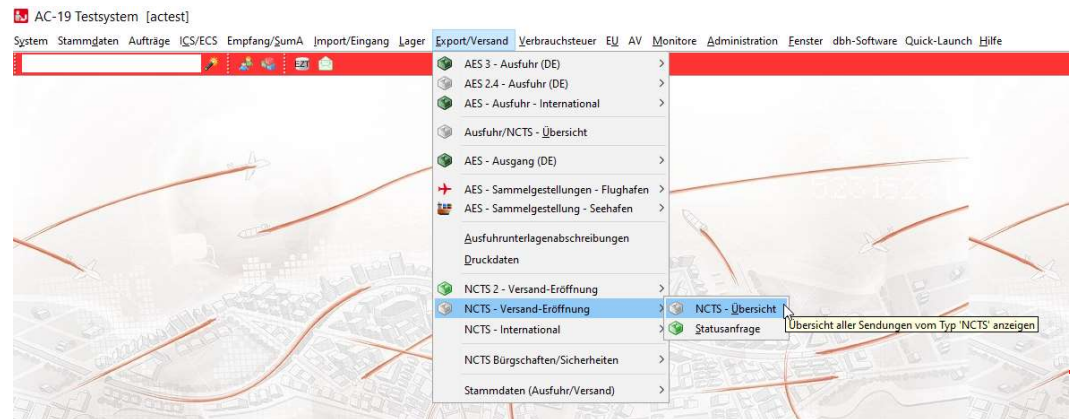 AC-19 Testsystem [actest]
System Stammdaten Aufträge ICS/ECS Empfang/SumA Import/Eingang Lager Export/Versand Verbrauchsteuer EU AV Monitore Administration Fenster dbh-Software Quick-Launch Hilfe
EZT
AES 3 - Ausfuhr (DE)
AES 2.4 - Ausfuhr (DE)
AES - Ausfuhr - International
Ausfuhr/NCTS - Übersicht
AES - Ausgang (DE)
AES - Sammelgestellungen - Flughafen
AES - Sammelgestellung - Seehafen
Ausfuhrunterlagenabschreibungen
Druckdaten
NCTS 2 - Versand-Eröffnung
NCTS - Versand-Eröffnung
NCTS - Übersicht
Übersicht aller Sendungen vom Typ 'NCTS' anzeigen
NCTS - International
Statusanfrage
NCTS Bürgschaften/Sicherheiten
Stammdaten (Ausfuhr/Versand)